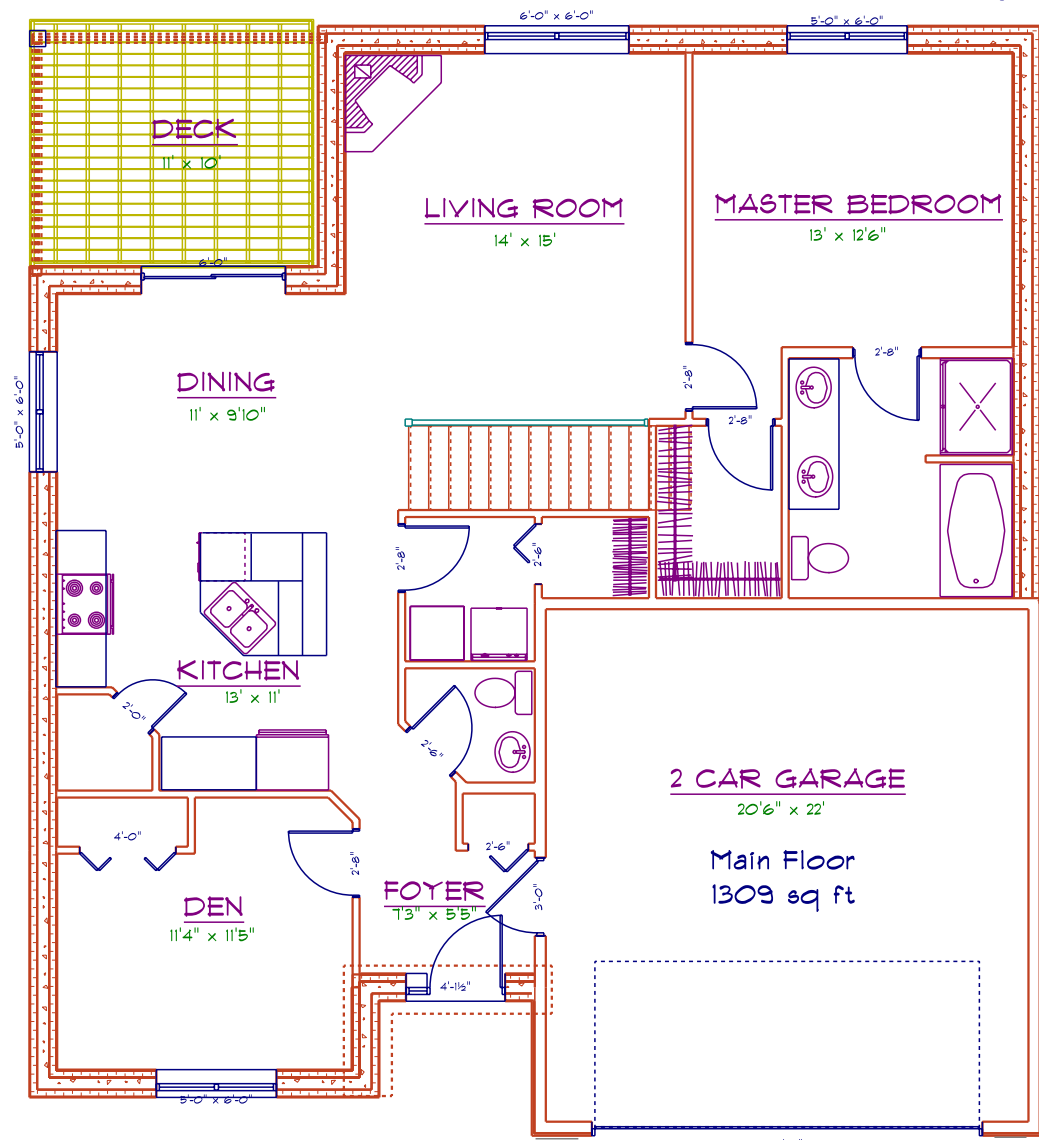 6'-0" x 6'-0"
5'-0" x 6'-0"
DECK
11' x 10'
LIVING ROOM
14' x 15'
MASTER BEDROOM
13' x 12'6"
6'-0"
2'-8"
2'-8"
2'-8"
DINING
11' x 9'10"
5'-0" x 6'-0"
2'-8"
2'-6"
KITCHEN
13' x 11'
2'-0"
2'-6"
2 CAR GARAGE
20'6" x 22'
4'-0"
2'-6"
2'-8"
Main Floor
1309 sq ft
FOYER
7'3" x 5'5"
3'-0"
DEN
11'4" x 11'5"
4'-1½"
5'-0" x 6'-0"